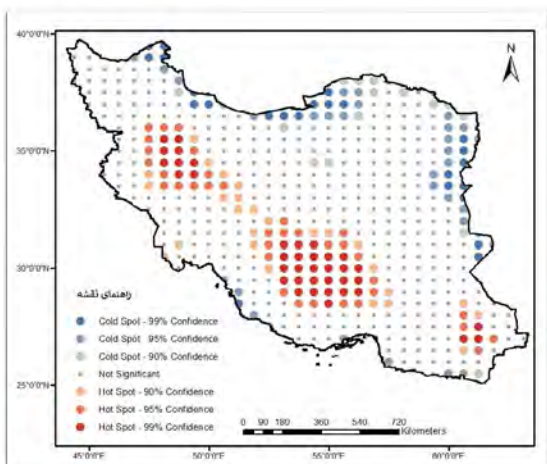 40°0'0"N
N
35°0'0"N
30°0'0"N
25°0'0"N
راهنمای نقشه
Cold Spot - 99% Confidence
Cold Spot 95% Confidence
Cold Spot - 90% Confidence
Not Significant
Hot Spot - 90% Confidence
Hot Spot - 95% Confidence
Hot Spot - 99% Confidence
0 90 180 360 540 720
Kilometers
45°0'0"E 50°0'0"E 55°0'0"E 60°0'0"E